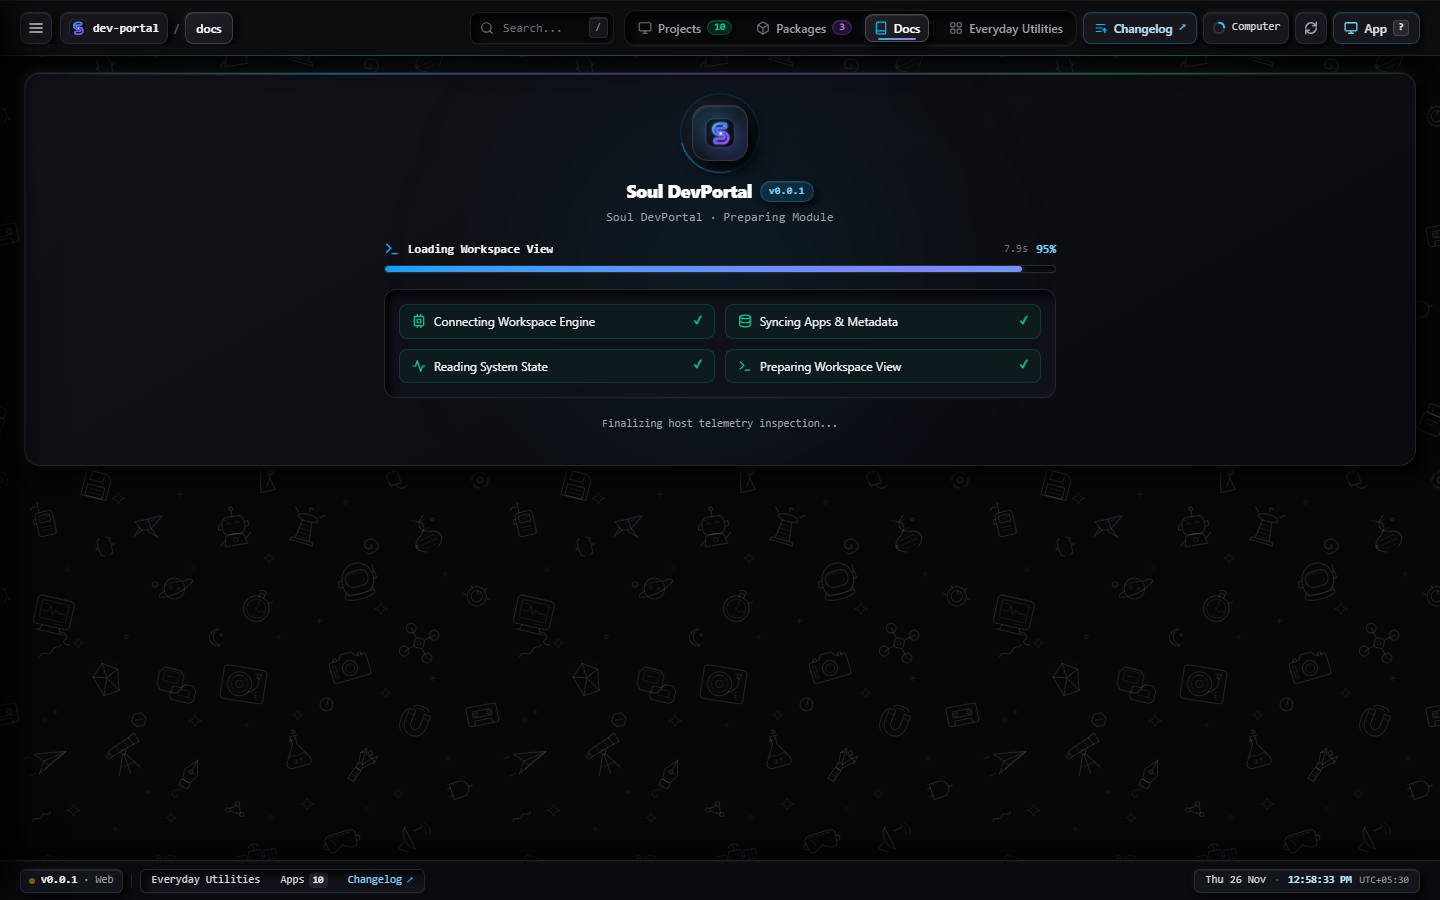 dev-portal / docs
Search... /
Projects 10
Packages 3
Docs
Everyday Utilities
Changelog ↗
Computer
App ?
Soul DevPortal v0.0.1
Soul DevPortal · Preparing Module
Loading Workspace View 7.9s 95%
Connecting Workspace Engine ✓
Syncing Apps & Metadata ✓
Reading System State ✓
Preparing Workspace View ✓
Finalizing host telemetry inspection...
v0.0.1 · Web
Everyday Utilities Apps 10 Changelog ↗
Thu 26 Nov · 12:58:33 PM UTC+05:30